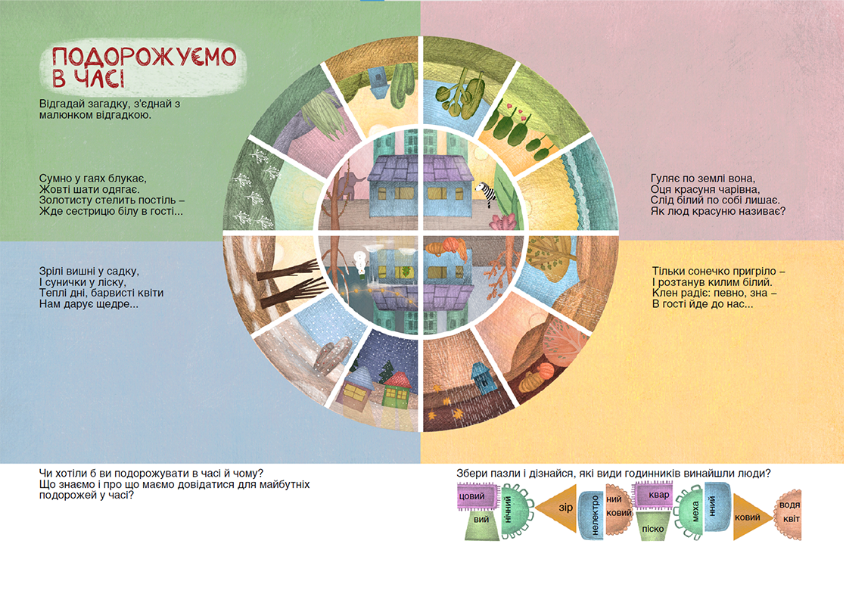 ПОДОРОЖУЄМО
В ЧАСІ
Відгадай загадку, з'єднай з
малюнком відгадкою.
Сумно у гаях блукає,
Жовті шати одягає.
Золотисту стелить постіль –
Жде сестрицю білу в гості...
Гуляє по землі вона,
Оця красуня чарівна,
Слід білий по собі лишає.
Як люд красуню називає?
Зрілі вишні у садку,
І сунички у ліску,
Теплі дні, барвисті квіти
Нам дарує щедре...
Тільки сонечко пригріло –
І розтанув килим білий.
Клен радіє: певно, зна –
В гості йде до нас...
Чи хотіли б ви подорожувати в часі й чому?
Що знаємо і про що маємо довідатися для майбутніх
подорожей у часі?
Збери пазли і дізнайся, які види годинників винайшли люди?
цовий
вий
нічний
зір
нелектро
ний
ковий
квар
піско
меха
нний
ковий
водя
квіт